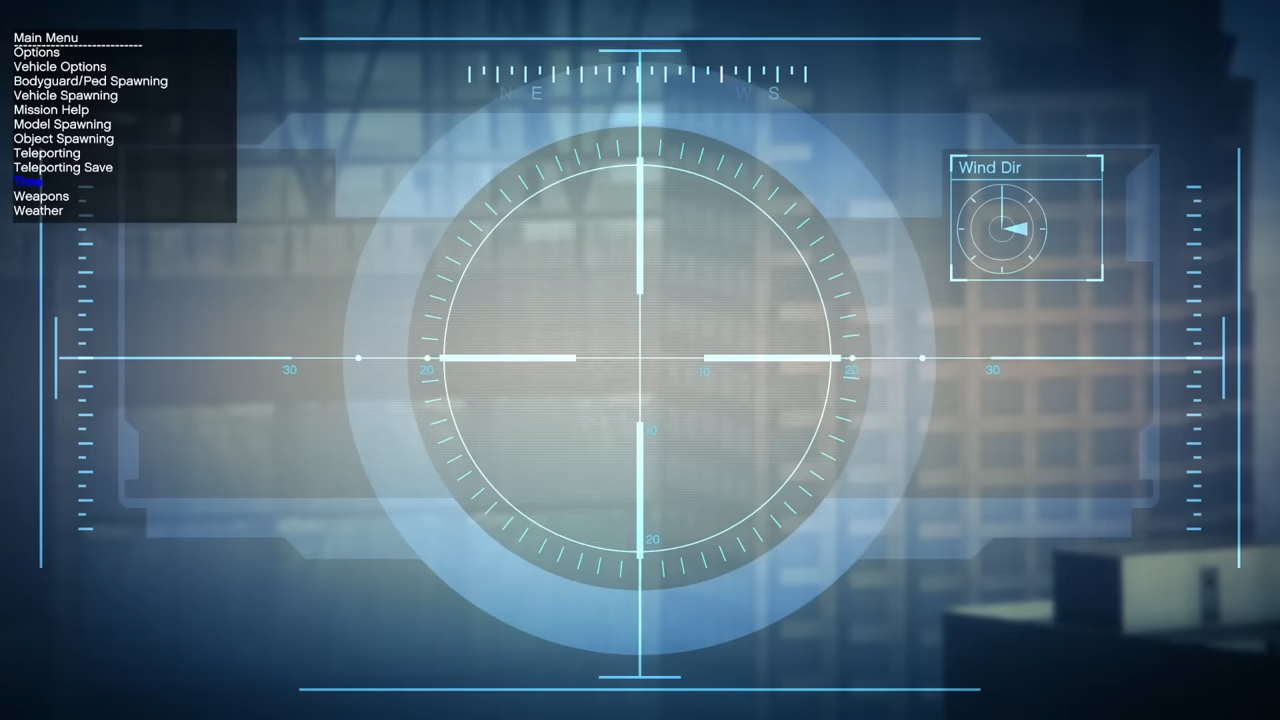 Main Menu
Options
Vehicle Options
Bodyguard/Ped Spawning
Vehicle Spawning
Mission Help
Model Spawning
Object Spawning
Teleporting
Teleporting Save
Time
Weapons
Weather
N E W S
Wind Dir
30 20 10 20 30
10
20